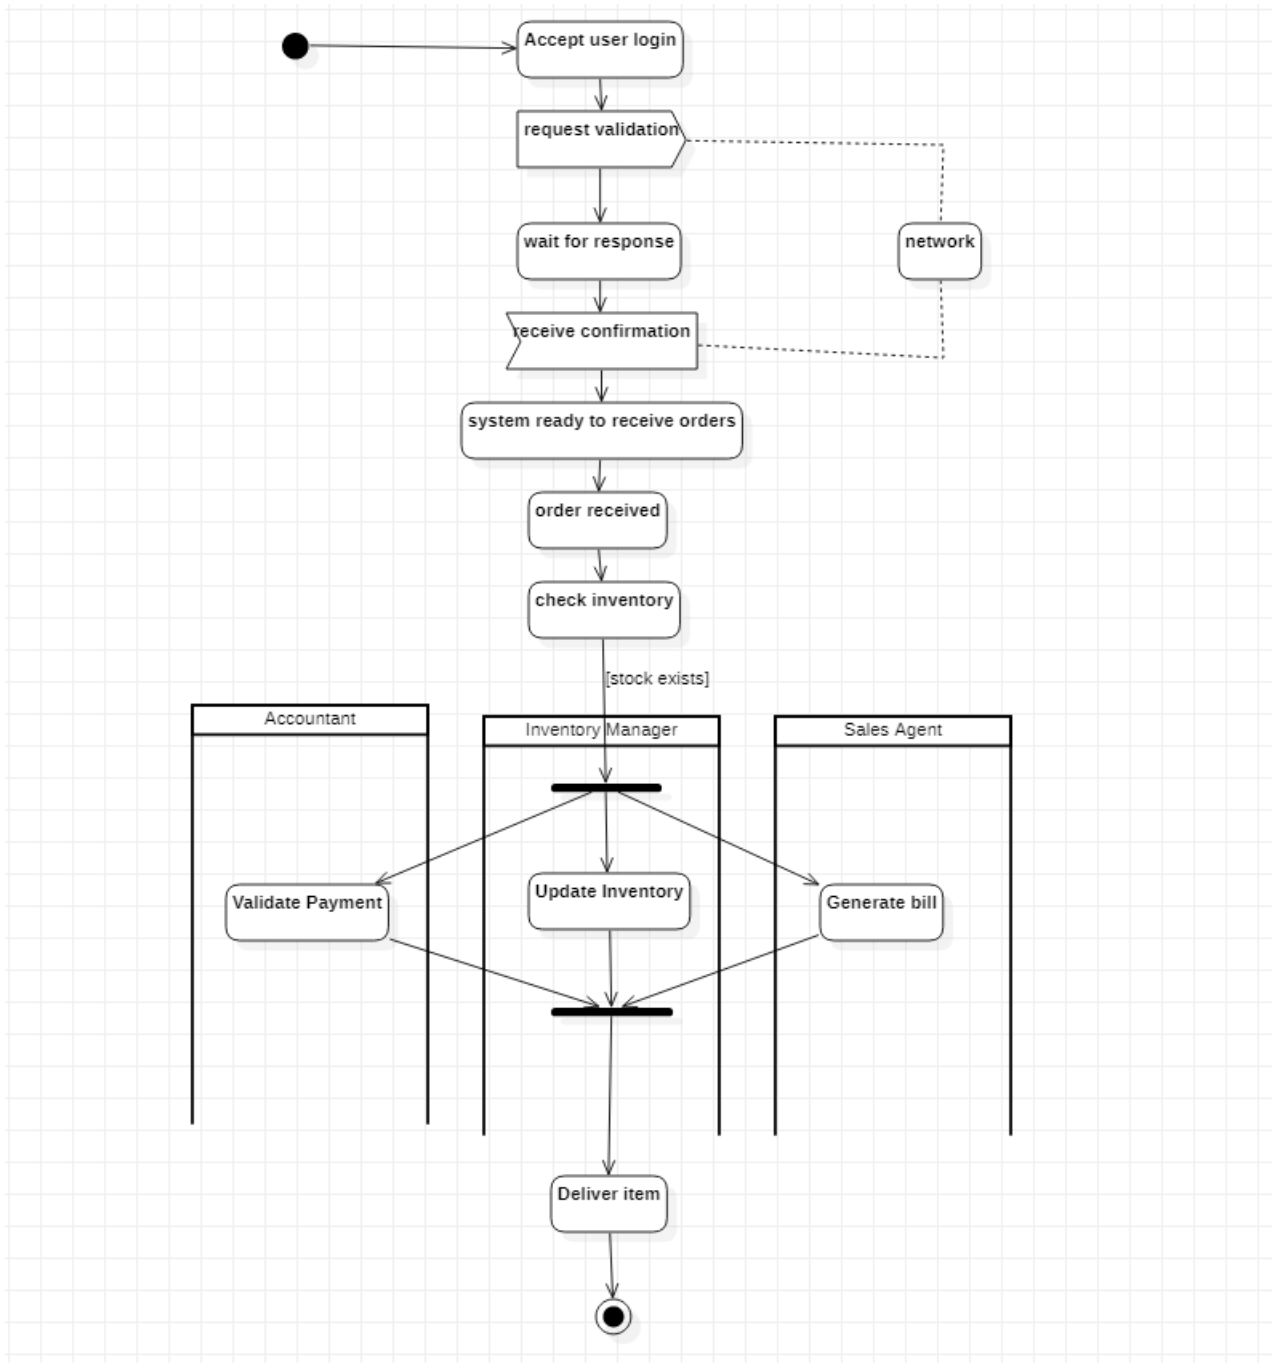 Accept user login
request validation
wait for response
network
receive confirmation
system ready to receive orders
order received
check inventory
[stock exists]
Accountant
Inventory Manager
Sales Agent
Validate Payment
Update Inventory
Generate bill
Deliver item